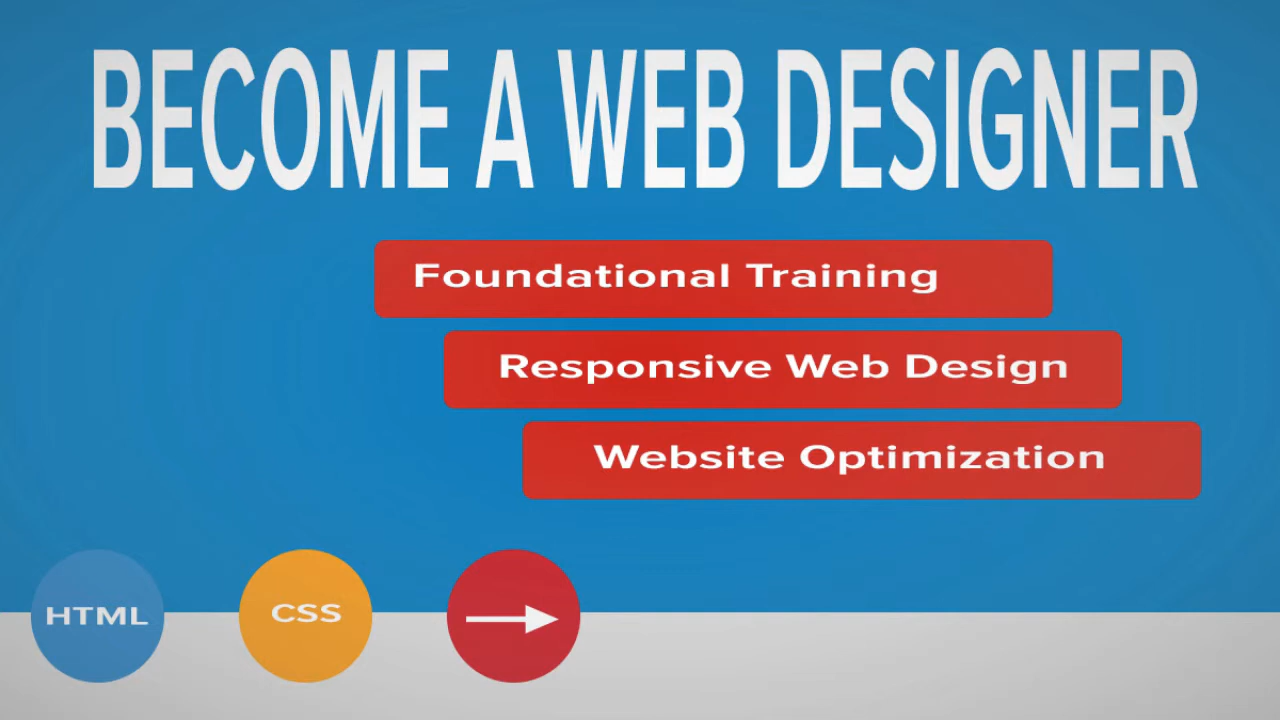 BECOME A WEB DESIGNER
Foundational Training
Responsive Web Design
Website Optimization
HTML
CSS